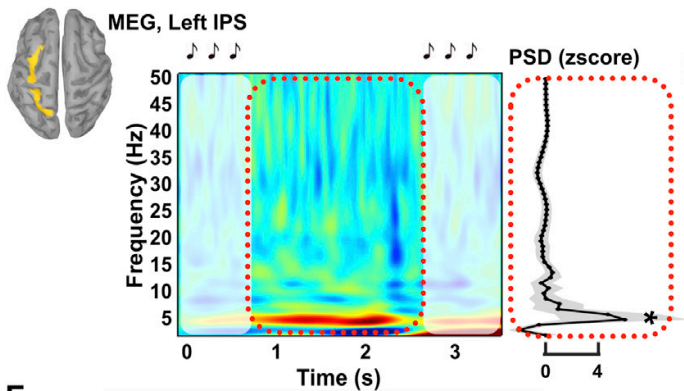 MEG, Left IPS
♪ ♪ ♪ ♪ ♪ ♪
PSD (zscore)
Frequency (Hz)
50
45
40
35
30
25
20
15
10
5
*
0 1 2 3
Time (s)
0 4